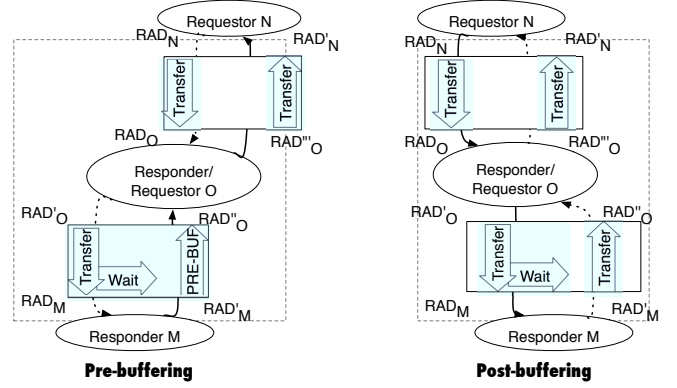 Requestor N
RAD_N
RAD'_N
Transfer
Transfer
RAD_O
RAD"'_O
Responder/
Requestor O
RAD'_O
RAD"_O
Transfer
Wait
PRE-BUF
RAD_M
RAD'_M
Responder M
Pre-buffering
Requestor N
RAD_N
RAD'_N
Transfer
Transfer
RAD_O
RAD"'_O
Responder/
Requestor O
RAD'_O
RAD"_O
Transfer
Wait
Transfer
RAD_M
RAD'_M
Responder M
Post-buffering